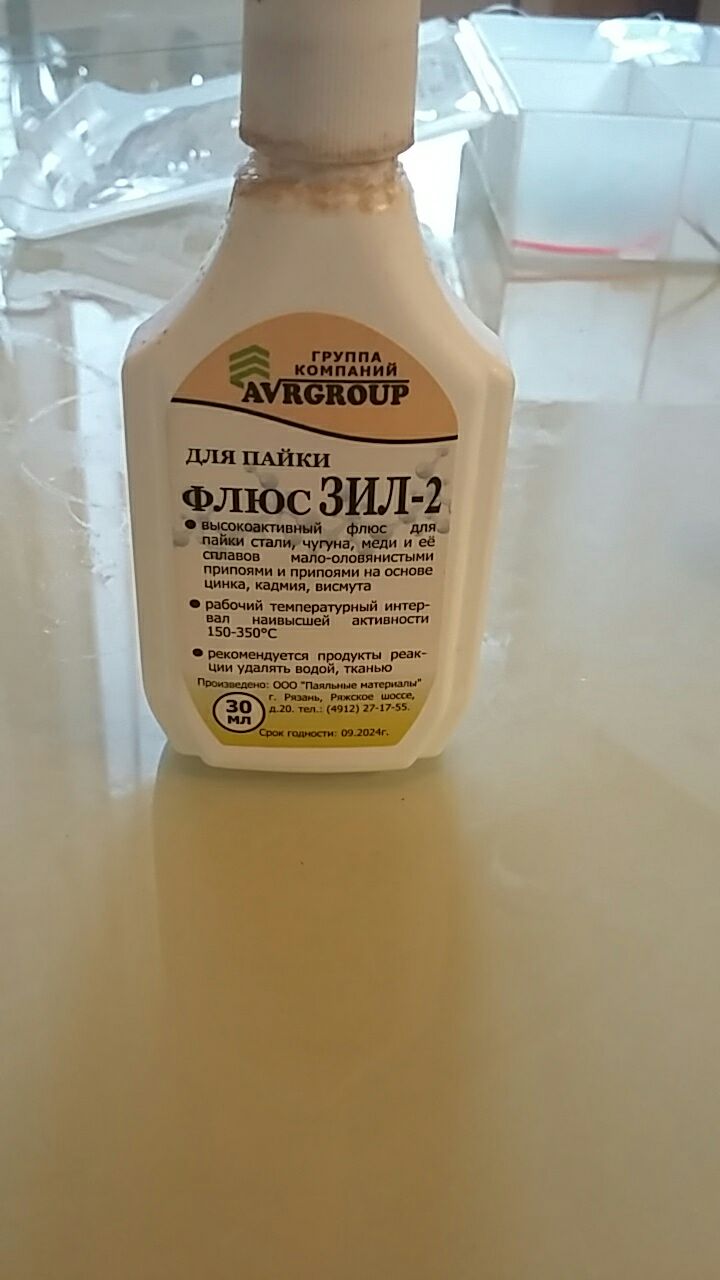 ГРУППА
КОМПАНИЙ
AVRGROUP
ДЛЯ ПАЙКИ
ФЛЮС ЗИЛ-2
• высокоактивный флюс для
пайки стали, чугуна, меди и её
сплавов мало-оловянистыми
припоями и припоями на основе
цинка, кадмия, висмута
• рабочий температурный интер-
вал наивысшей активности
150-350°С
• рекомендуется продукты реак-
ции удалять водой, тканью
Произведено: ООО "Паяльные материалы"
г. Рязань, Ряжское шоссе,
д.20. тел.: (4912) 27-17-55.
30
мл
Срок годности: 09.2024г.